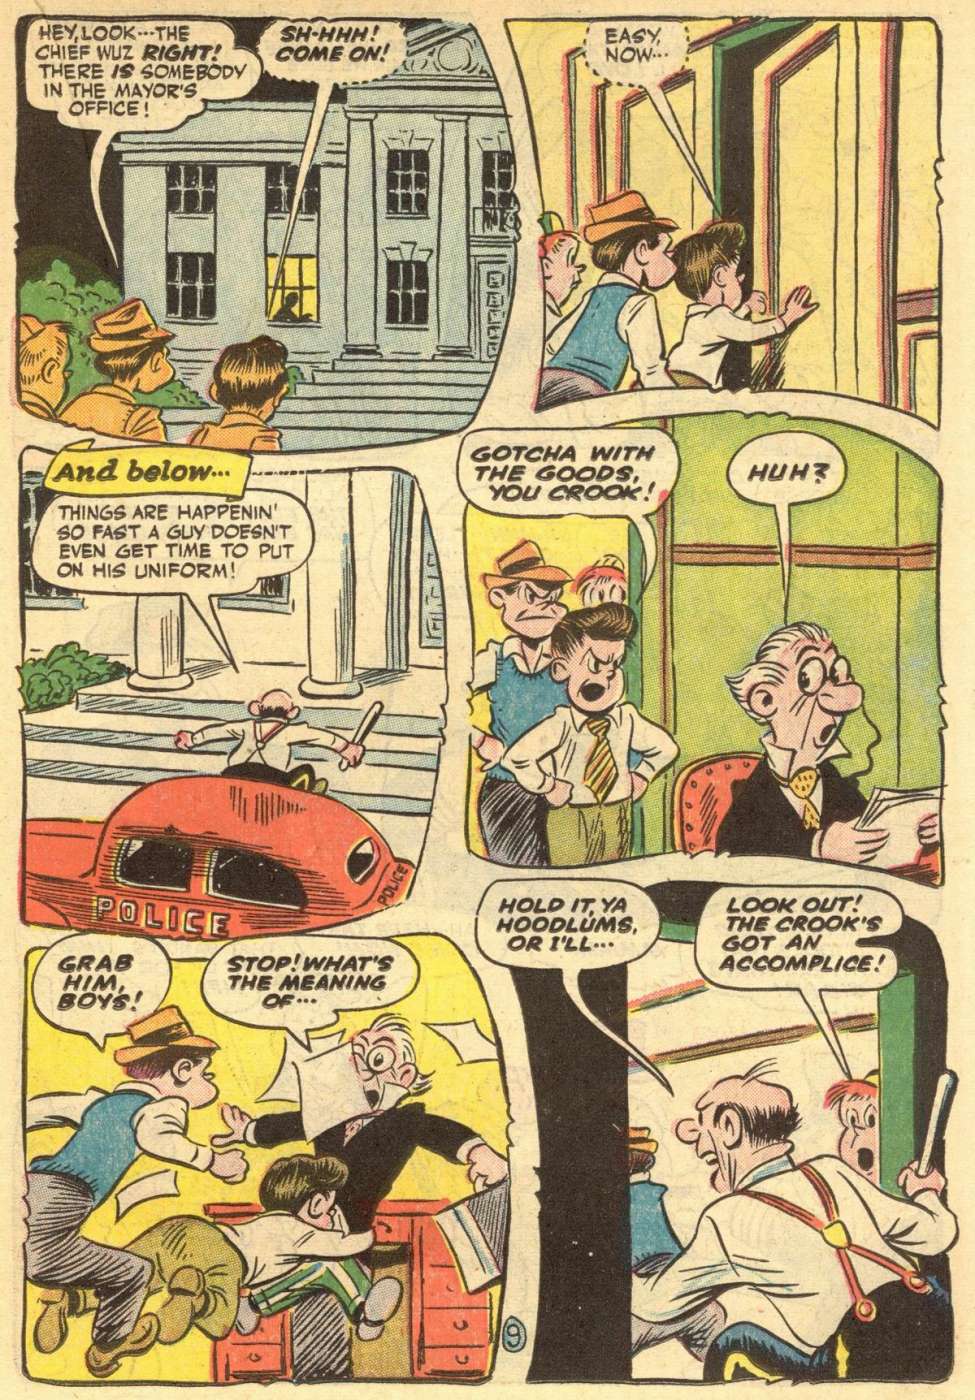 HEY, LOOK---THE
CHIEF WUZ RIGHT!
THERE IS SOMEBODY
IN THE MAYOR'S
OFFICE!
SH-HHH!
COME ON!
EASY,
NOW---
And below...
THINGS ARE HAPPENIN'
SO FAST A GUY DOESN'T
EVEN GET TIME TO PUT
ON HIS UNIFORM!
POLICE
POLICE
GOTCHA WITH
THE GOODS,
YOU CROOK!
HUH?
GRAB
HIM,
BOYS!
STOP! WHAT'S
THE MEANING
OF---
9
HOLD IT, YA
HOODLUMS,
OR I'LL---
LOOK OUT!
THE CROOK'S
GOT AN
ACCOMPLICE!